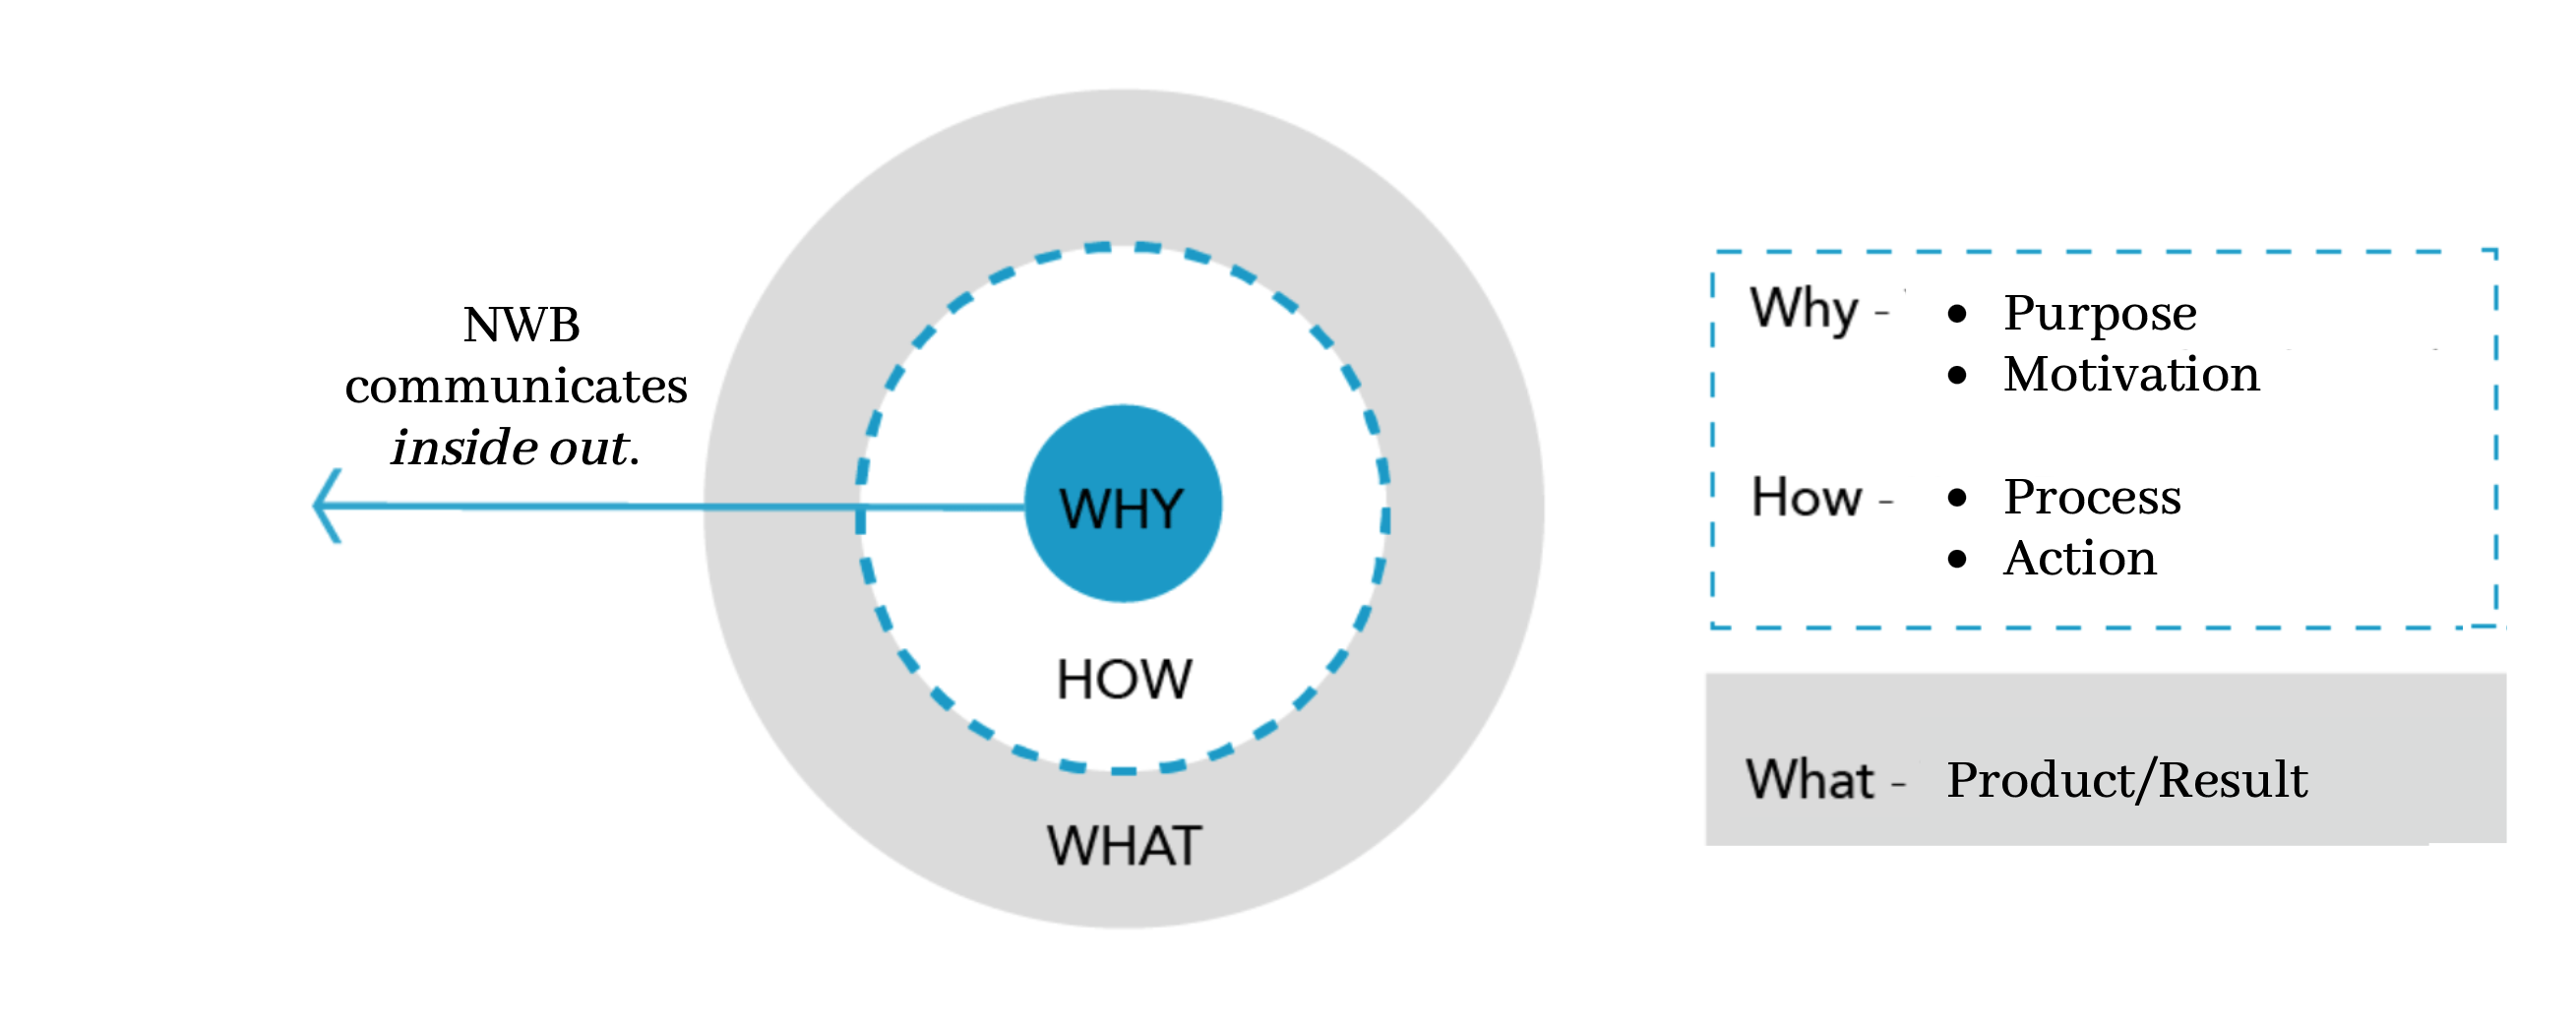 NWB
communicates
inside out.
WHY
HOW
WHAT
Why - • Purpose
• Motivation
How - • Process
• Action
What - Product/Result